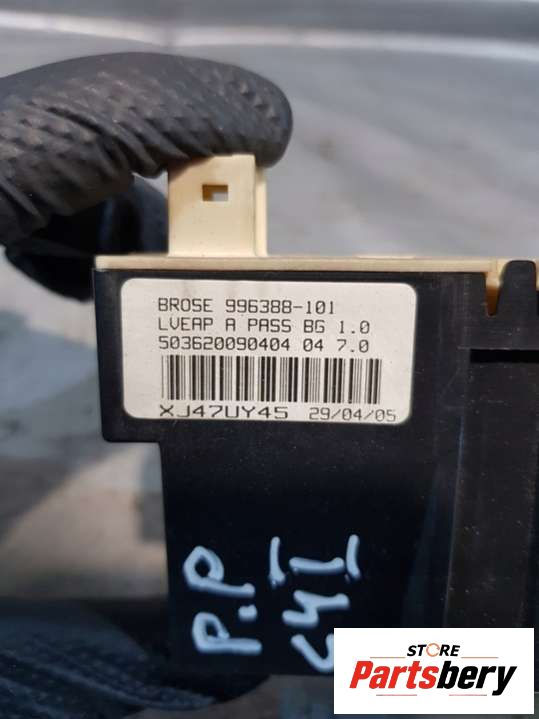 BROSE 996388-101
LVEAP A PASS BG 1.0
503620090404 04 7.0
XJ47UY45 29/04/05
P.P
STORE
Partsbery